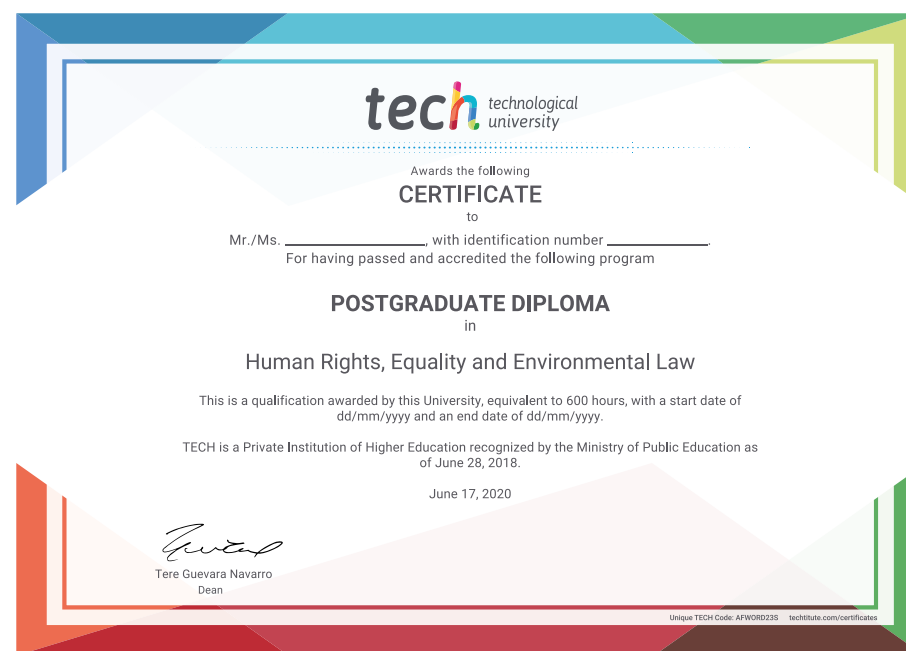 tech technological
university
Awards the following
CERTIFICATE
to
Mr./Ms. ____________________, with identification number ______________.
For having passed and accredited the following program
POSTGRADUATE DIPLOMA
in
Human Rights, Equality and Environmental Law
This is a qualification awarded by this University, equivalent to 600 hours, with a start date of
dd/mm/yyyy and an end date of dd/mm/yyyy.
TECH is a Private Institution of Higher Education recognized by the Ministry of Public Education as
of June 28, 2018.
June 17, 2020
Tere Guevara Navarro
Dean
Unique TECH Code: AFWORD23S techtitute.com/certificates